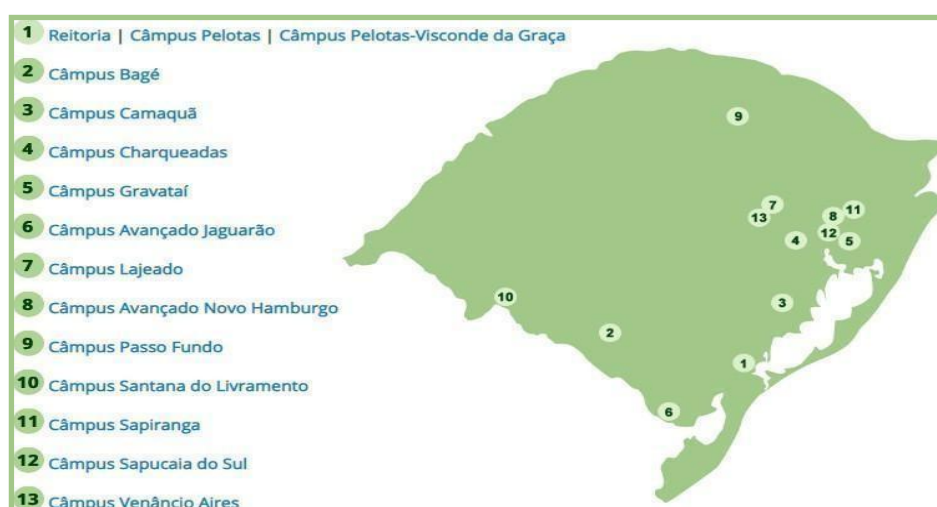 1 Reitoria | Câmpus Pelotas | Câmpus Pelotas-Visconde da Graça
2 Câmpus Bagé
3 Câmpus Camaquã
4 Câmpus Charqueadas
5 Câmpus Gravataí
6 Câmpus Avançado Jaguarão
7 Câmpus Lajeado
8 Câmpus Avançado Novo Hamburgo
9 Câmpus Passo Fundo
10 Câmpus Santana do Livramento
11 Câmpus Sapiranga
12 Câmpus Sapucaia do Sul
13 Câmpus Venâncio Aires
9
7
13
8
11
12
4
5
10
3
2
1
6